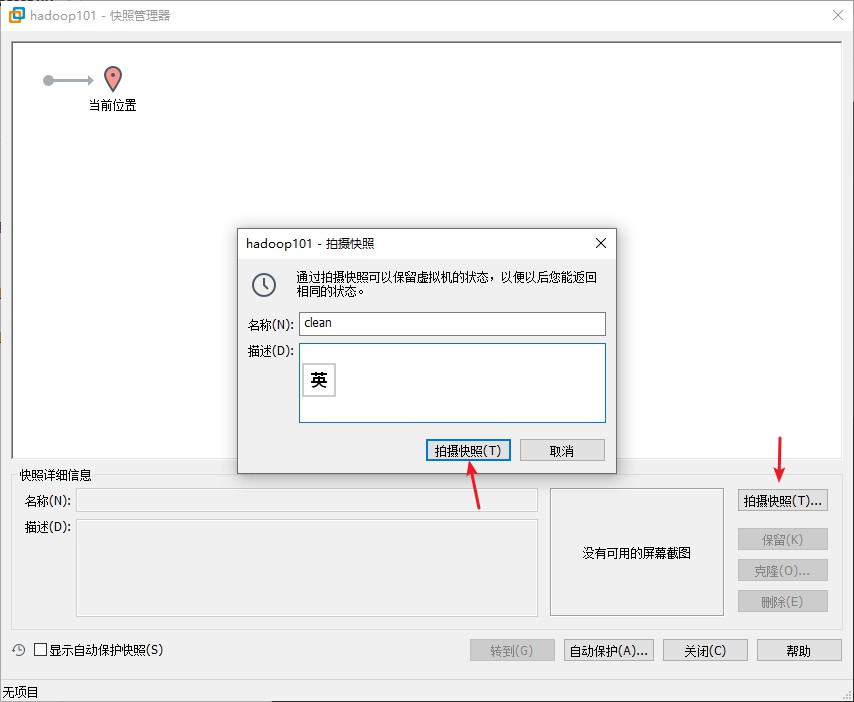 hadoop101 - 快照管理器
当前位置
hadoop101 - 拍摄快照
通过拍摄快照可以保留虚拟机的状态，以便以后您能返回
相同的状态。
名称(N):
clean
描述(D):
英
拍摄快照(T)
取消
快照详细信息
名称(N):
描述(D):
没有可用的屏幕截图
拍摄快照(T)...
保留(K)
克隆(O)...
删除(E)
显示自动保护快照(S)
转到(G)
自动保护(A)...
关闭(C)
帮助
无项目